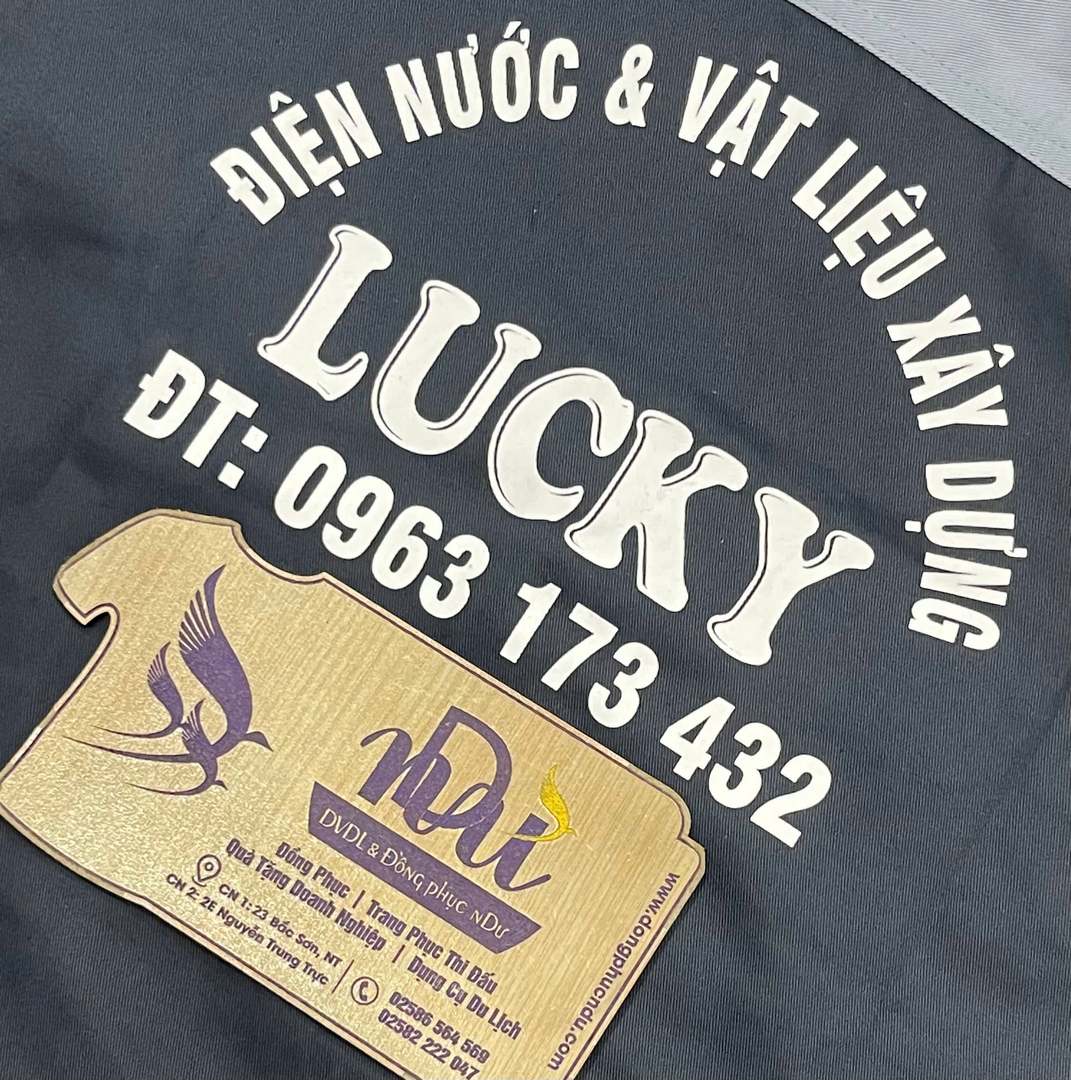 ĐIỆN NƯỚC & VẬT LIỆU XÂY DỰNG
LUCKY
ĐT: 0963 173 432
nDu
DVDL & Đồng phục nDu
Đồng Phục | Trang Phục Thi Đấu
Quà Tặng Doanh Nghiệp | Dụng Cụ Du Lịch
CN 1: 23 Bắc Sơn, NT
CN 2: 2E Nguyễn Trung Trực
02586 564 569
02582 222 047
www.dongphucndu.com